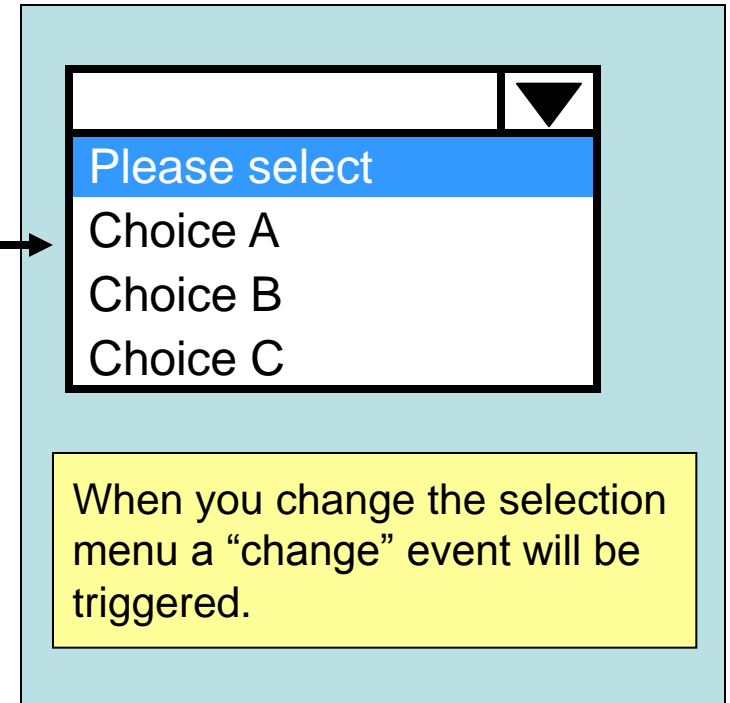 Please select
Choice A
Choice B
Choice C
When you change the selection
menu a “change” event will be
triggered.